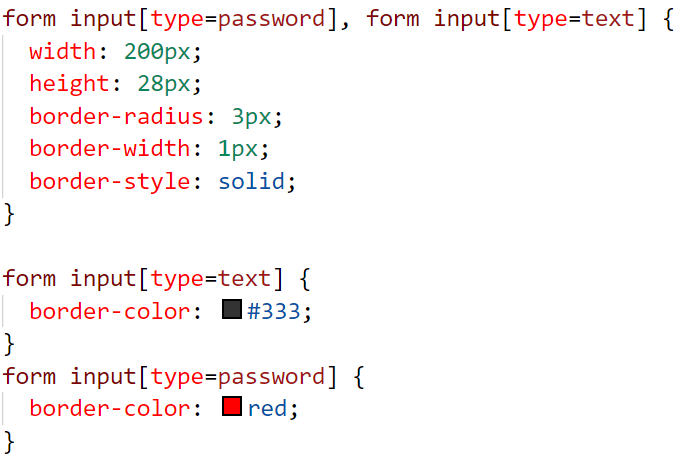 form input[type=password], form input[type=text] {
width: 200px;
height: 28px;
border-radius: 3px;
border-width: 1px;
border-style: solid;
}
form input[type=text] {
border-color: #333;
}
form input[type=password] {
border-color: red;
}